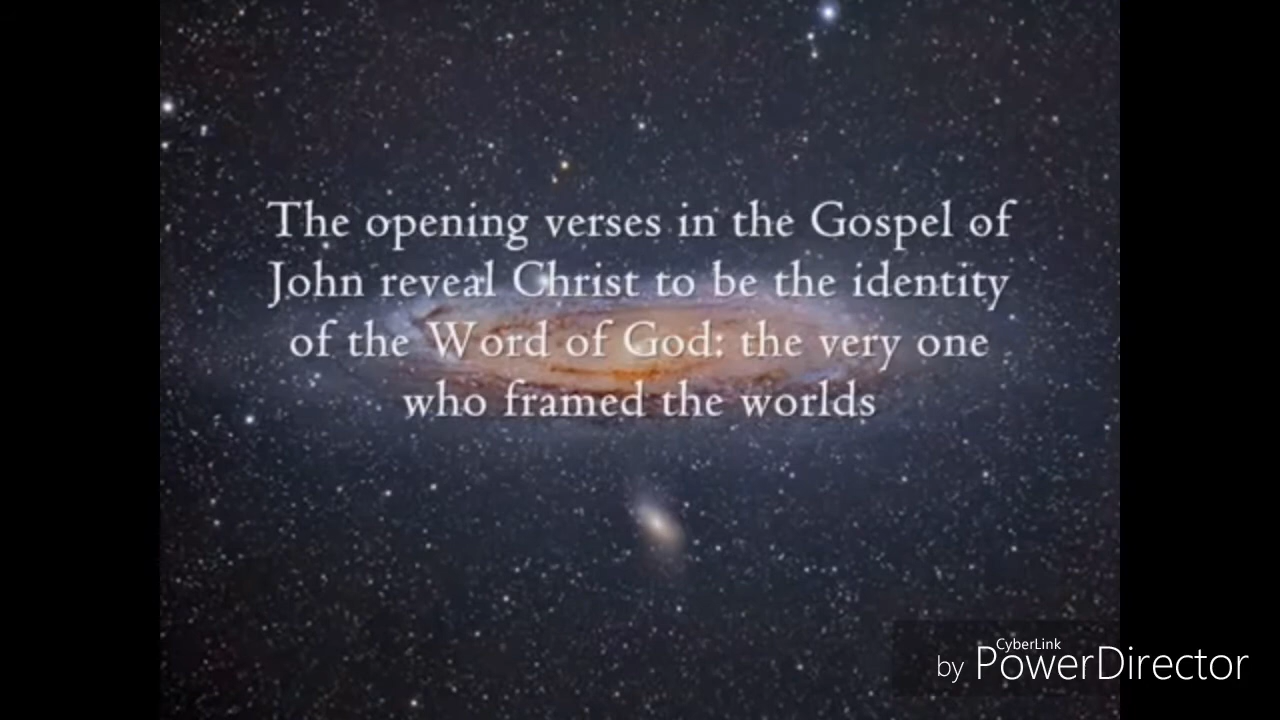 The opening verses in the Gospel of
John reveal Christ to be the identity
of the Word of God: the very one
who framed the worlds
CyberLink
by PowerDirector